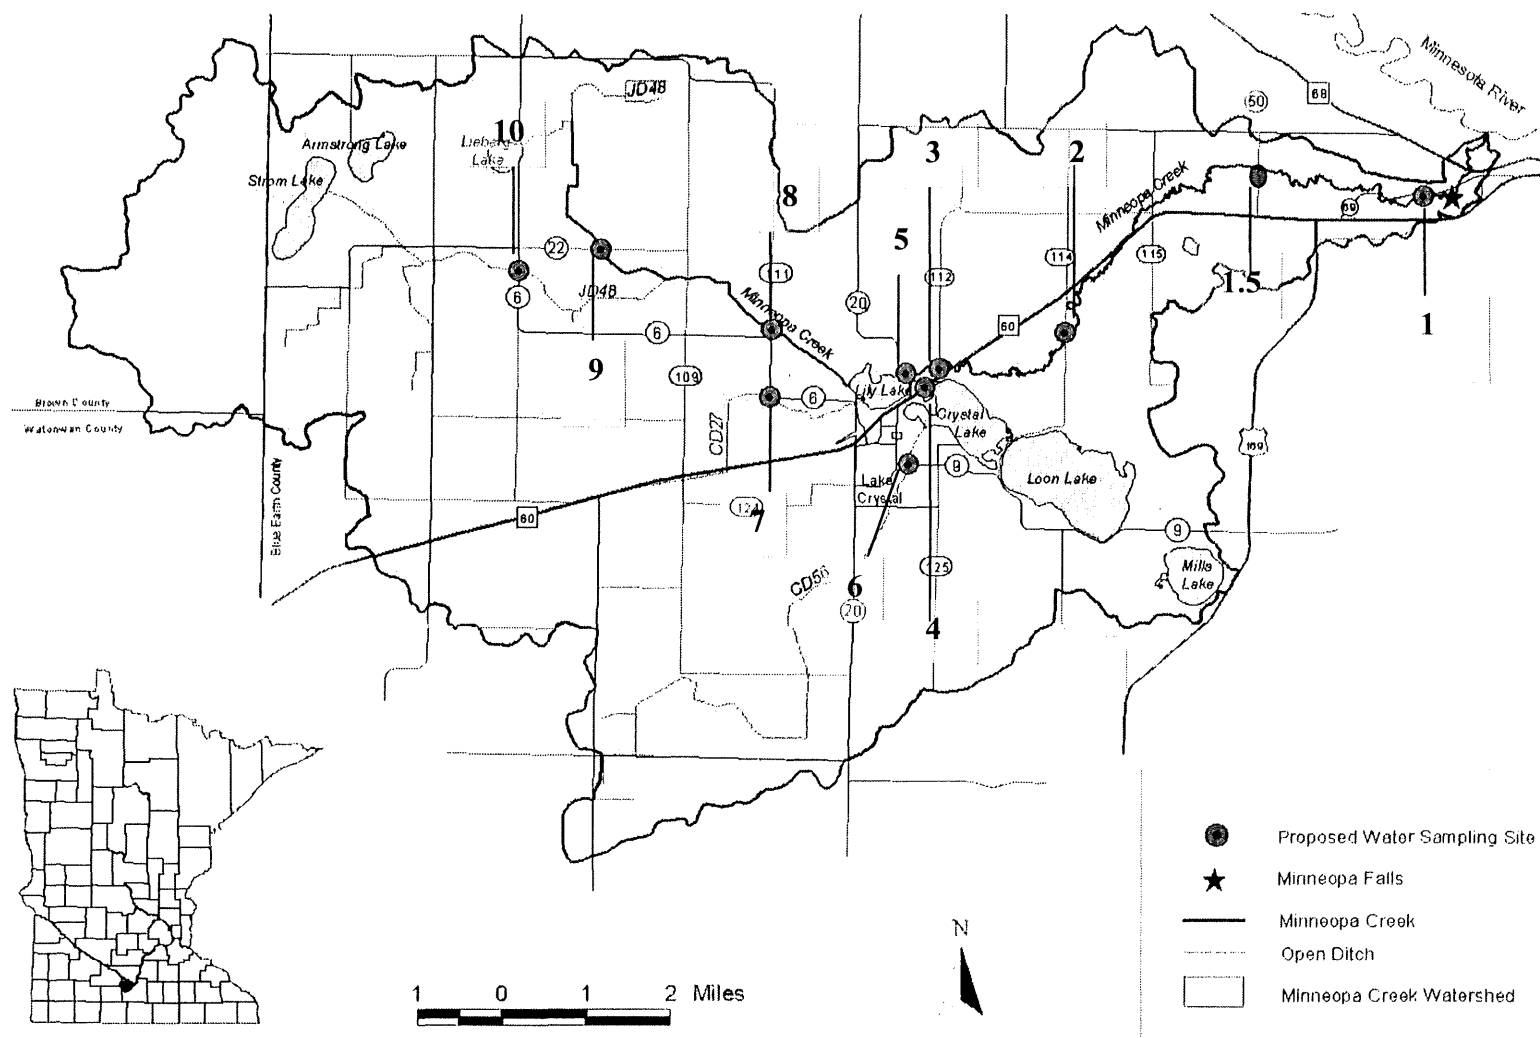 Minnesota River
68
50
JD48
10
Armstrong Lake
Lieberg
Lake
3
2
Strom Lake
8
Minneopa Creek
69
5
22
114
115
111
112
1.5
6
JD48
Minneopa Creek
20
60
1
6
9
109
6
Lily Lake
Crystal
Lake
Brown County
Watonwan County
CD27
169
9
Loon Lake
Lake
Crystal
Blue Earth County
60
7
9
CD56
125
Mills
Lake
6
20
4
Proposed Water Sampling Site
Minneopa Falls
N
Minneopa Creek
Open Ditch
1 0 1 2 Miles
Minneopa Creek Watershed